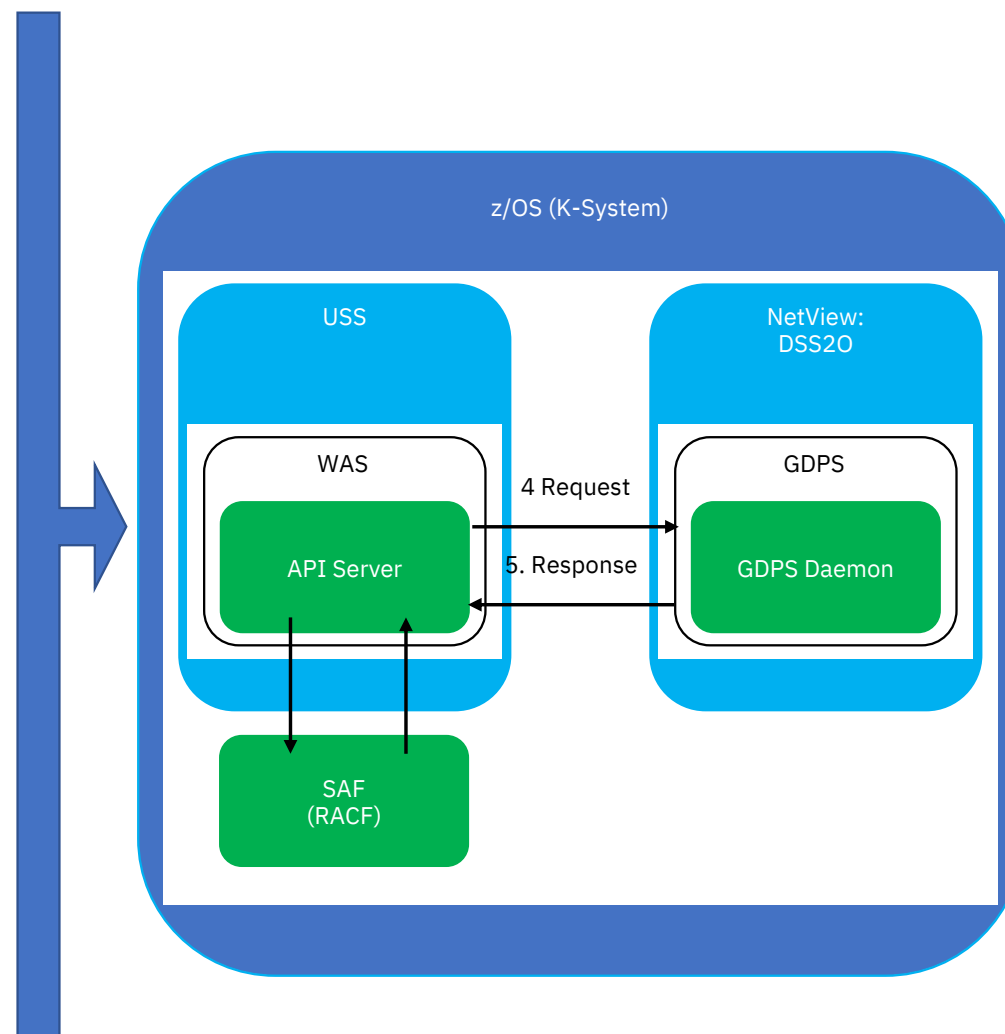 z/OS (K-System)
USS
NetView:
DSS2O
WAS
GDPS
4 Request
5. Response
API Server
GDPS Daemon
SAF
(RACF)